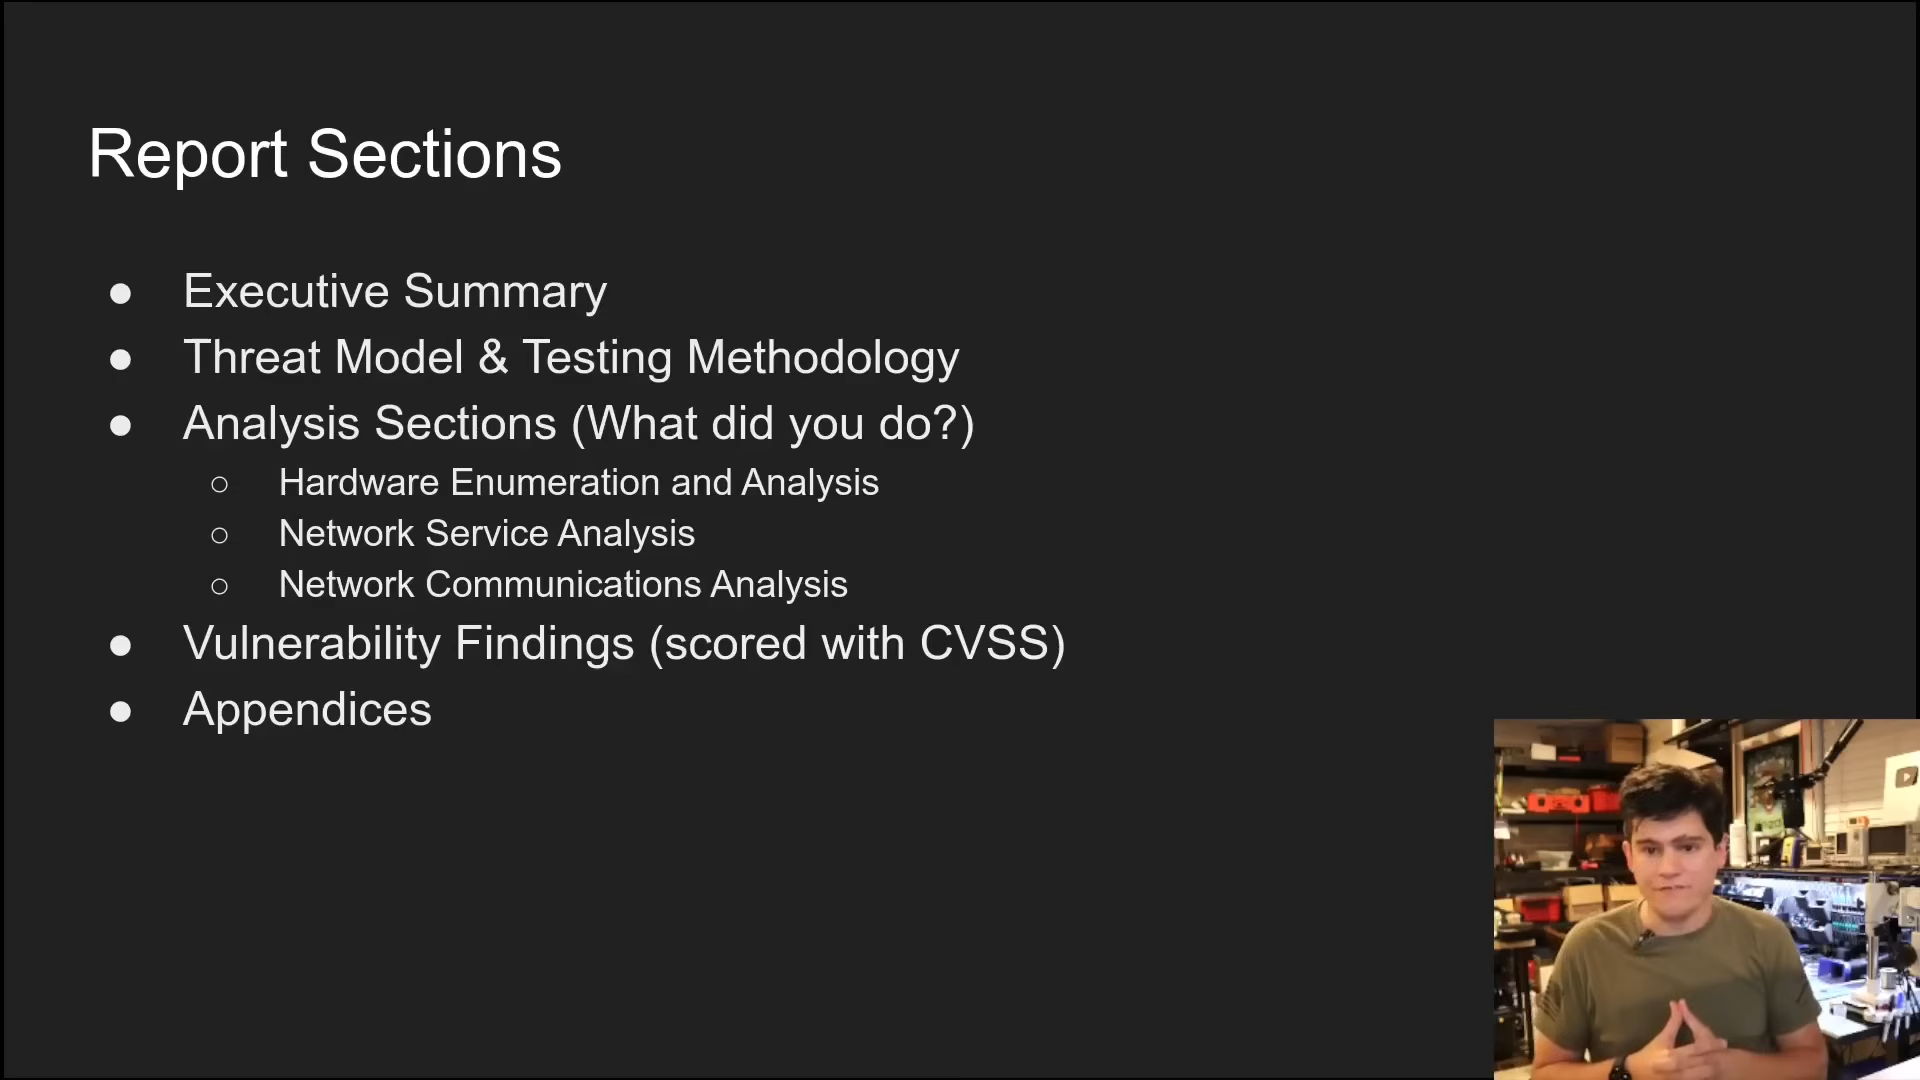 Report Sections
● Executive Summary
● Threat Model & Testing Methodology
● Analysis Sections (What did you do?)
○ Hardware Enumeration and Analysis
○ Network Service Analysis
○ Network Communications Analysis
● Vulnerability Findings (scored with CVSS)
● Appendices